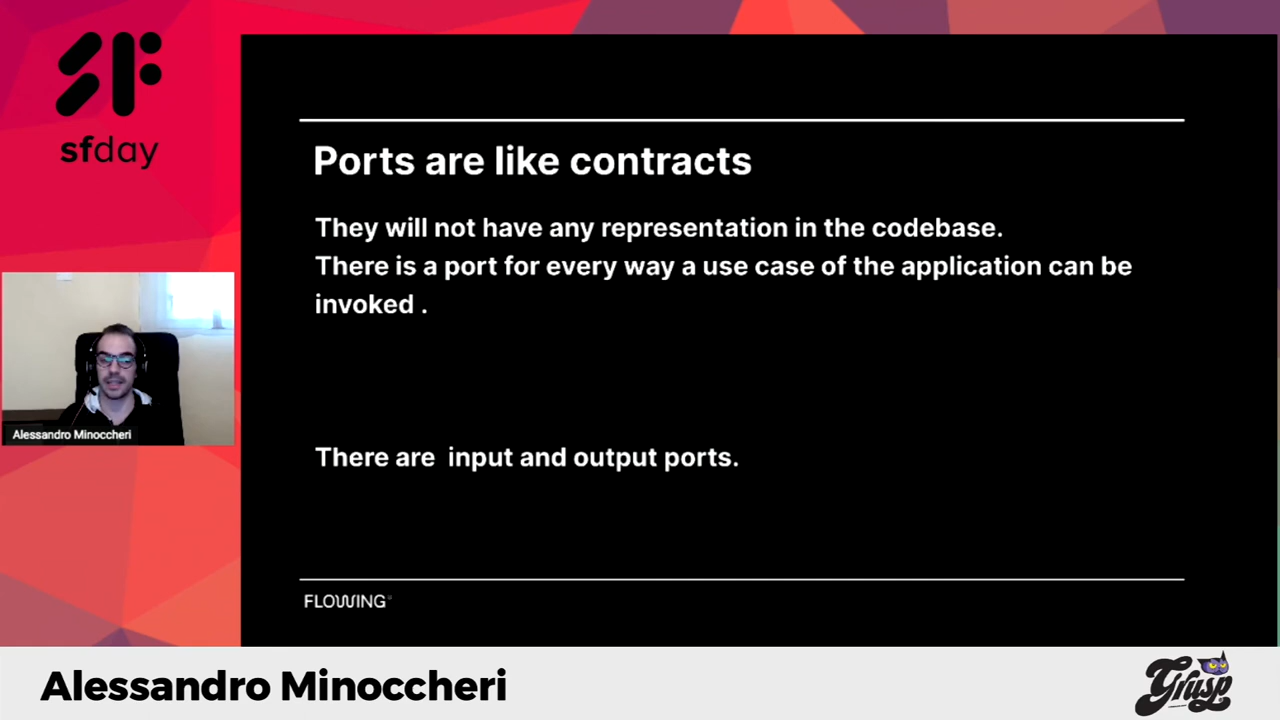 sfday
Ports are like contracts
They will not have any representation in the codebase.
There is a port for every way a use case of the application can be
invoked .
There are  input and output ports.
Alessandro Minoccheri
FLOWING
Alessandro Minoccheri
Grusp